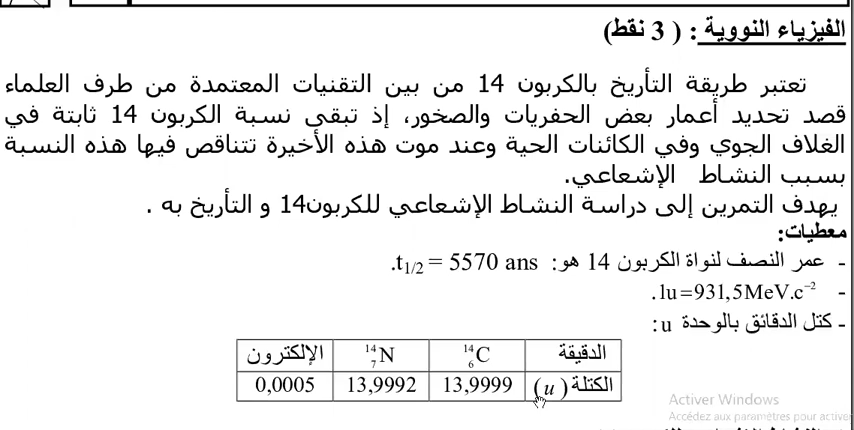 الفيزياء النووية : ( 3 نقط)
تعتبر طريقة التأريخ بالكربون 14 من بين التقنيات المعتمدة من طرف العلماء
قصد تحديد أعمار بعض الحفريات والصخور، إذ تبقى نسبة الكربون 14 ثابتة في
الغلاف الجوي وفي الكائنات الحية وعند موت هذه الأخيرة تتناقص فيها هذه النسبة
بسبب النشاط الإشعاعي.
يهدف التمرين إلى دراسة النشاط الإشعاعي للكربون14 و التأريخ به .
معطيات:
- عمر النصف لنواة الكربون 14 هو: t1/2 = 5570 ans.
- 1u=931,5MeV.c⁻².
- كتل الدقائق بالوحدة u:
الدقيقة ¹⁴₆C ¹⁴₇N الإلكترون
الكتلة (u) 13,9999 13,9992 0,0005
Activer Windows
Accédez aux paramètres pour activer